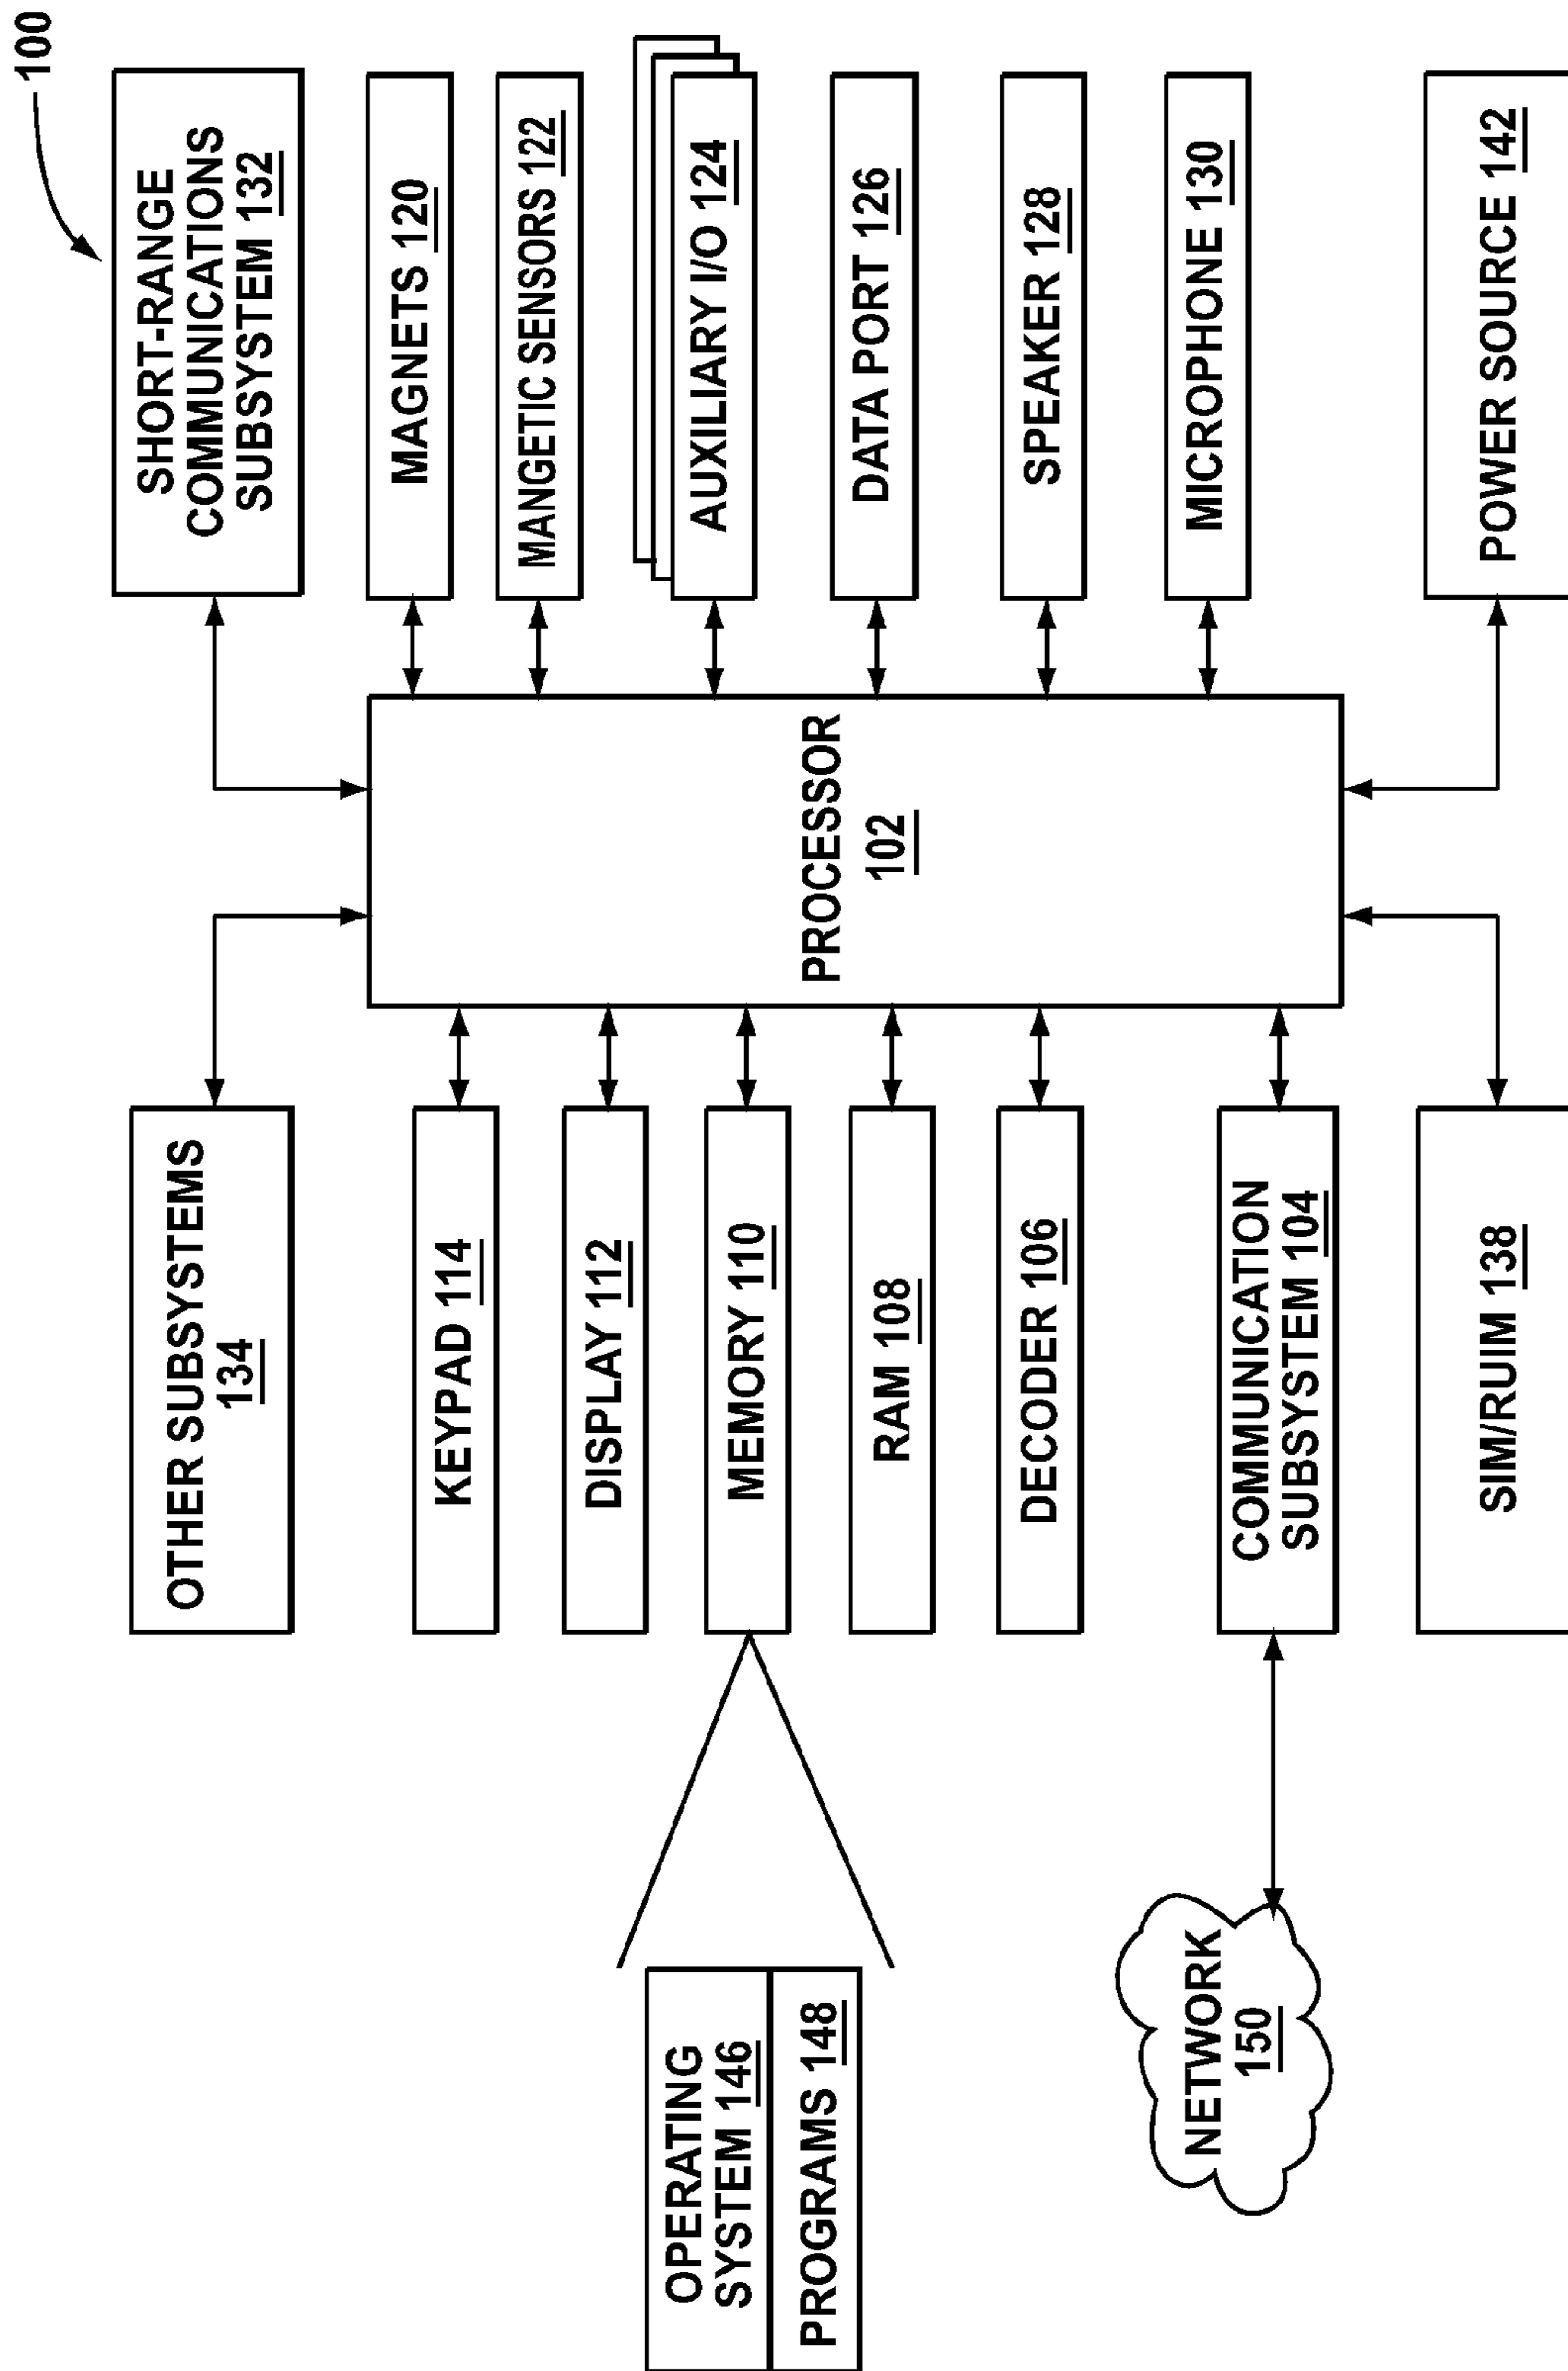 100
OTHER SUBSYSTEMS
134
SHORT-RANGE
COMMUNICATIONS
SUBSYSTEM 132
KEYPAD 114
DISPLAY 112
MEMORY 110
RAM 108
DECODER 106
COMMUNICATION
SUBSYSTEM 104
SIM/RUIM 138
OPERATING
SYSTEM 146
PROGRAMS 148
NETWORK
150
PROCESSOR
102
MAGNETS 120
MANGETIC SENSORS 122
AUXILIARY I/O 124
DATA PORT 126
SPEAKER 128
MICROPHONE 130
POWER SOURCE 142